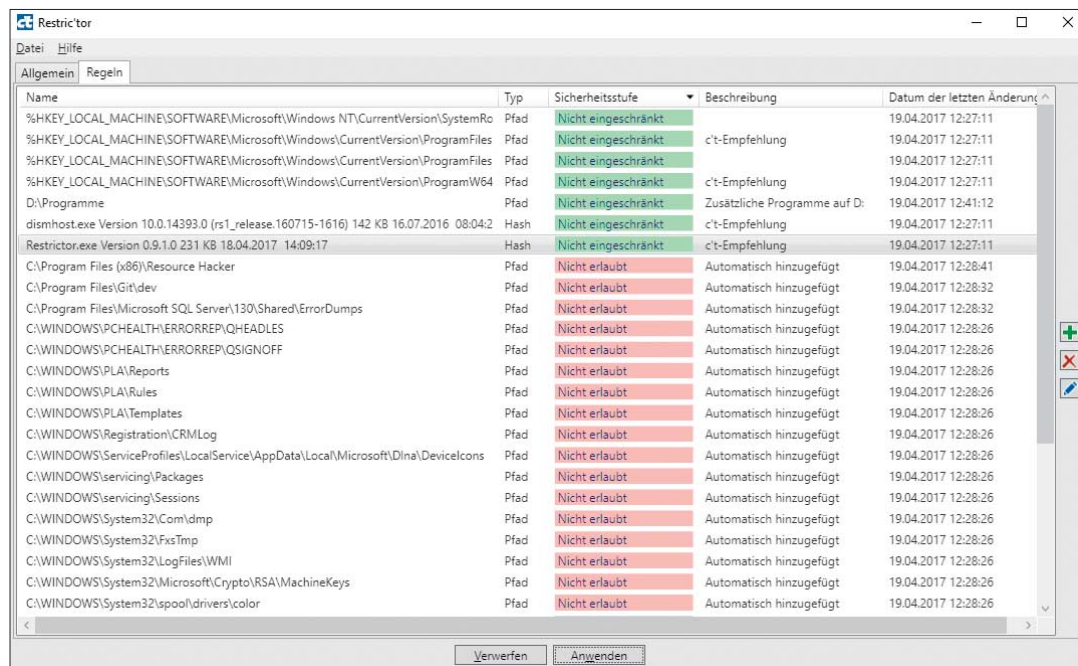 c't Restric'tor
Datei Hilfe
Allgemein Regeln
Name Typ Sicherheitsstufe Beschreibung Datum der letzten Änderung
%HKEY_LOCAL_MACHINE\SOFTWARE\Microsoft\Windows NT\CurrentVersion\SystemRo Pfad Nicht eingeschränkt 19.04.2017 12:27:11
%HKEY_LOCAL_MACHINE\SOFTWARE\Microsoft\Windows\CurrentVersion\ProgramFiles Pfad Nicht eingeschränkt c't-Empfehlung 19.04.2017 12:27:11
%HKEY_LOCAL_MACHINE\SOFTWARE\Microsoft\Windows\CurrentVersion\ProgramFiles Pfad Nicht eingeschränkt 19.04.2017 12:27:11
%HKEY_LOCAL_MACHINE\SOFTWARE\Microsoft\Windows\CurrentVersion\ProgramW64 Pfad Nicht eingeschränkt c't-Empfehlung 19.04.2017 12:27:11
D:\Programme Pfad Nicht eingeschränkt Zusätzliche Programme auf D: 19.04.2017 12:41:12
dismhost.exe Version 10.0.14393.0 (rs1_release.160715-1616) 142 KB 16.07.2016 08:04:2 Hash Nicht eingeschränkt c't-Empfehlung 19.04.2017 12:27:11
Restrictor.exe Version 0.9.1.0 231 KB 18.04.2017 14:09:17 Hash Nicht eingeschränkt c't-Empfehlung 19.04.2017 12:27:11
C:\Program Files (x86)\Resource Hacker Pfad Nicht erlaubt Automatisch hinzugefügt 19.04.2017 12:28:41
C:\Program Files\Git\dev Pfad Nicht erlaubt Automatisch hinzugefügt 19.04.2017 12:28:32
C:\Program Files\Microsoft SQL Server\130\Shared\ErrorDumps Pfad Nicht erlaubt Automatisch hinzugefügt 19.04.2017 12:28:32
C:\WINDOWS\PCHEALTH\ERRORREP\QHEADLES Pfad Nicht erlaubt Automatisch hinzugefügt 19.04.2017 12:28:26
C:\WINDOWS\PCHEALTH\ERRORREP\QSIGNOFF Pfad Nicht erlaubt Automatisch hinzugefügt 19.04.2017 12:28:26
C:\WINDOWS\PLA\Reports Pfad Nicht erlaubt Automatisch hinzugefügt 19.04.2017 12:28:26
C:\WINDOWS\PLA\Rules Pfad Nicht erlaubt Automatisch hinzugefügt 19.04.2017 12:28:26
C:\WINDOWS\PLA\Templates Pfad Nicht erlaubt Automatisch hinzugefügt 19.04.2017 12:28:26
C:\WINDOWS\Registration\CRMLog Pfad Nicht erlaubt Automatisch hinzugefügt 19.04.2017 12:28:26
C:\WINDOWS\ServiceProfiles\LocalService\AppData\Local\Microsoft\Dlna\DeviceIcons Pfad Nicht erlaubt Automatisch hinzugefügt 19.04.2017 12:28:26
C:\WINDOWS\servicing\Packages Pfad Nicht erlaubt Automatisch hinzugefügt 19.04.2017 12:28:26
C:\WINDOWS\servicing\Sessions Pfad Nicht erlaubt Automatisch hinzugefügt 19.04.2017 12:28:26
C:\WINDOWS\System32\Com\dmp Pfad Nicht erlaubt Automatisch hinzugefügt 19.04.2017 12:28:26
C:\WINDOWS\System32\FxsTmp Pfad Nicht erlaubt Automatisch hinzugefügt 19.04.2017 12:28:26
C:\WINDOWS\System32\LogFiles\WMI Pfad Nicht erlaubt Automatisch hinzugefügt 19.04.2017 12:28:26
C:\WINDOWS\System32\Microsoft\Crypto\RSA\MachineKeys Pfad Nicht erlaubt Automatisch hinzugefügt 19.04.2017 12:28:26
C:\WINDOWS\System32\spool\drivers\color Pfad Nicht erlaubt Automatisch hinzugefügt 19.04.2017 12:28:26
Verwerfen Anwenden